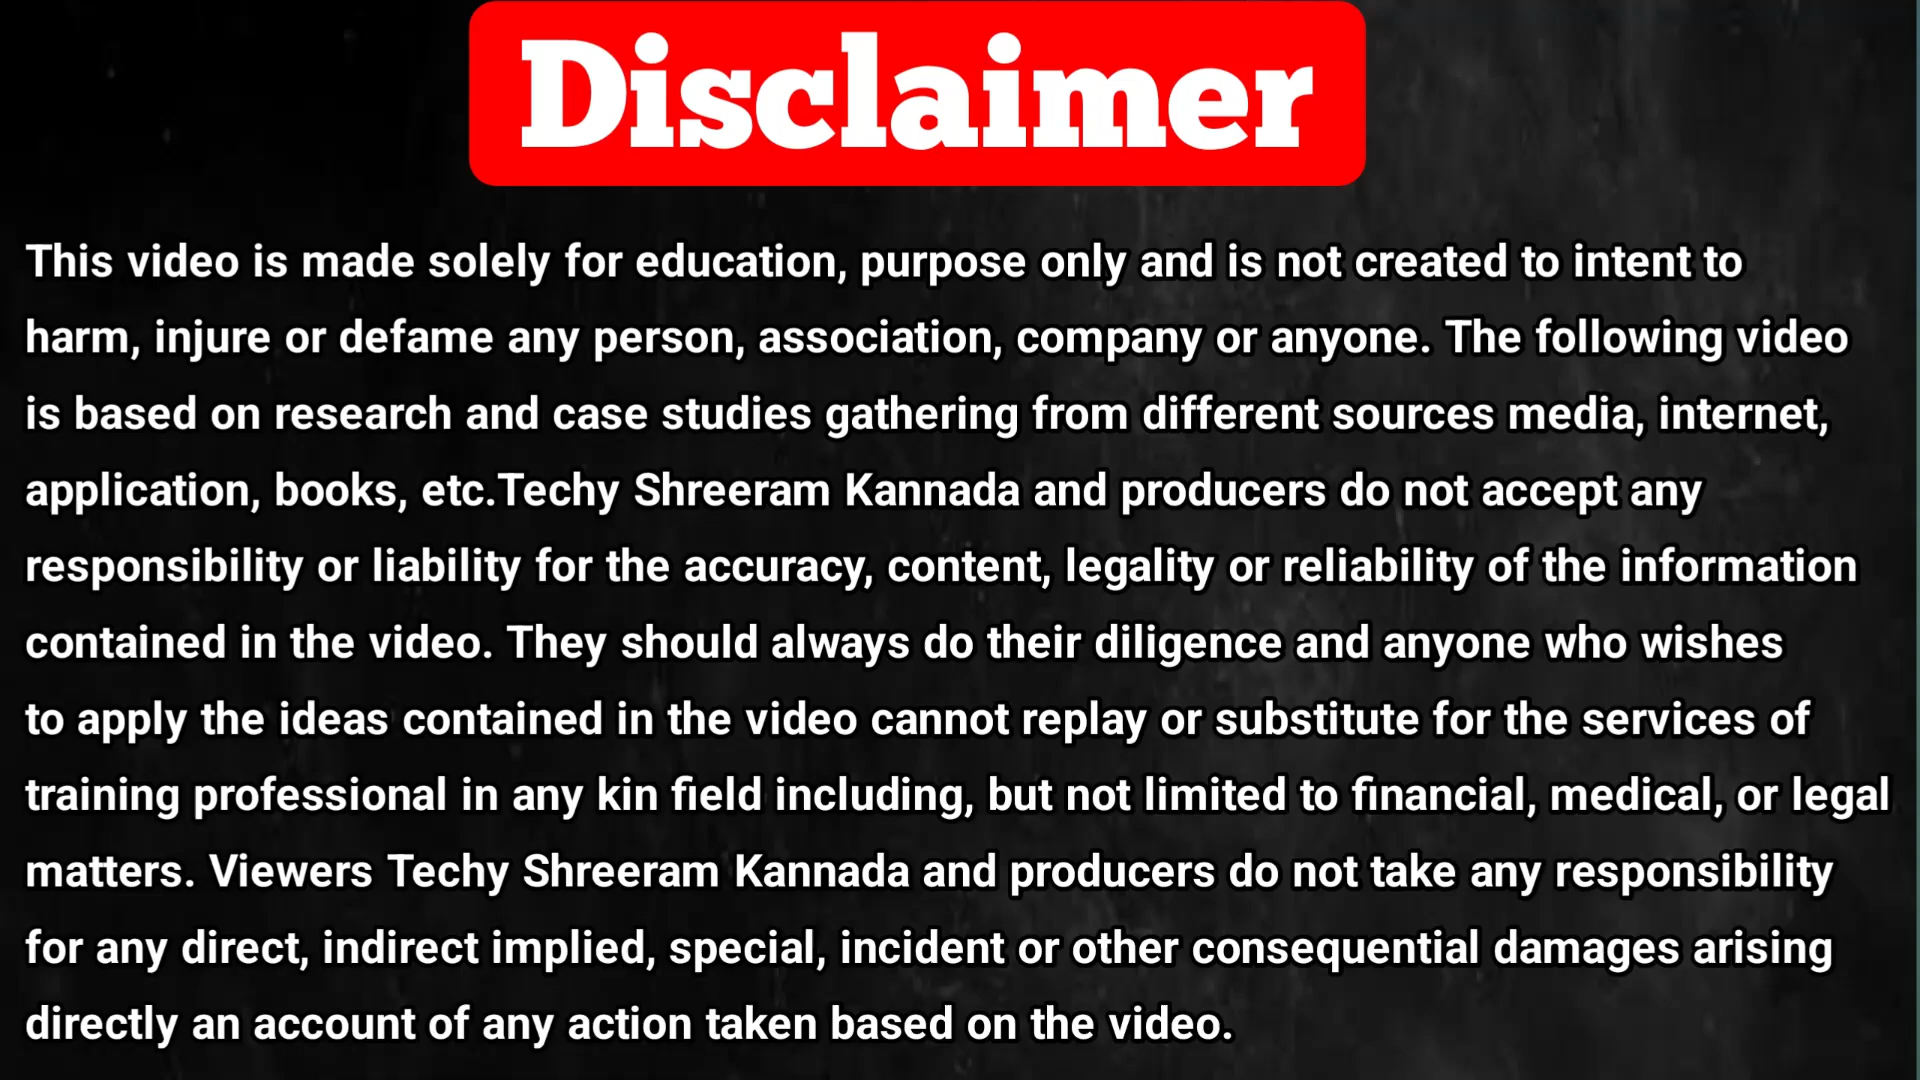 Disclaimer
This video is made solely for education, purpose only and is not created to intent to
harm, injure or defame any person, association, company or anyone. The following video
is based on research and case studies gathering from different sources media, internet,
application, books, etc.Techy Shreeram Kannada and producers do not accept any
responsibility or liability for the accuracy, content, legality or reliability of the information
contained in the video. They should always do their diligence and anyone who wishes
to apply the ideas contained in the video cannot replay or substitute for the services of
training professional in any kin field including, but not limited to financial, medical, or legal
matters. Viewers Techy Shreeram Kannada and producers do not take any responsibility
for any direct, indirect implied, special, incident or other consequential damages arising
directly an account of any action taken based on the video.